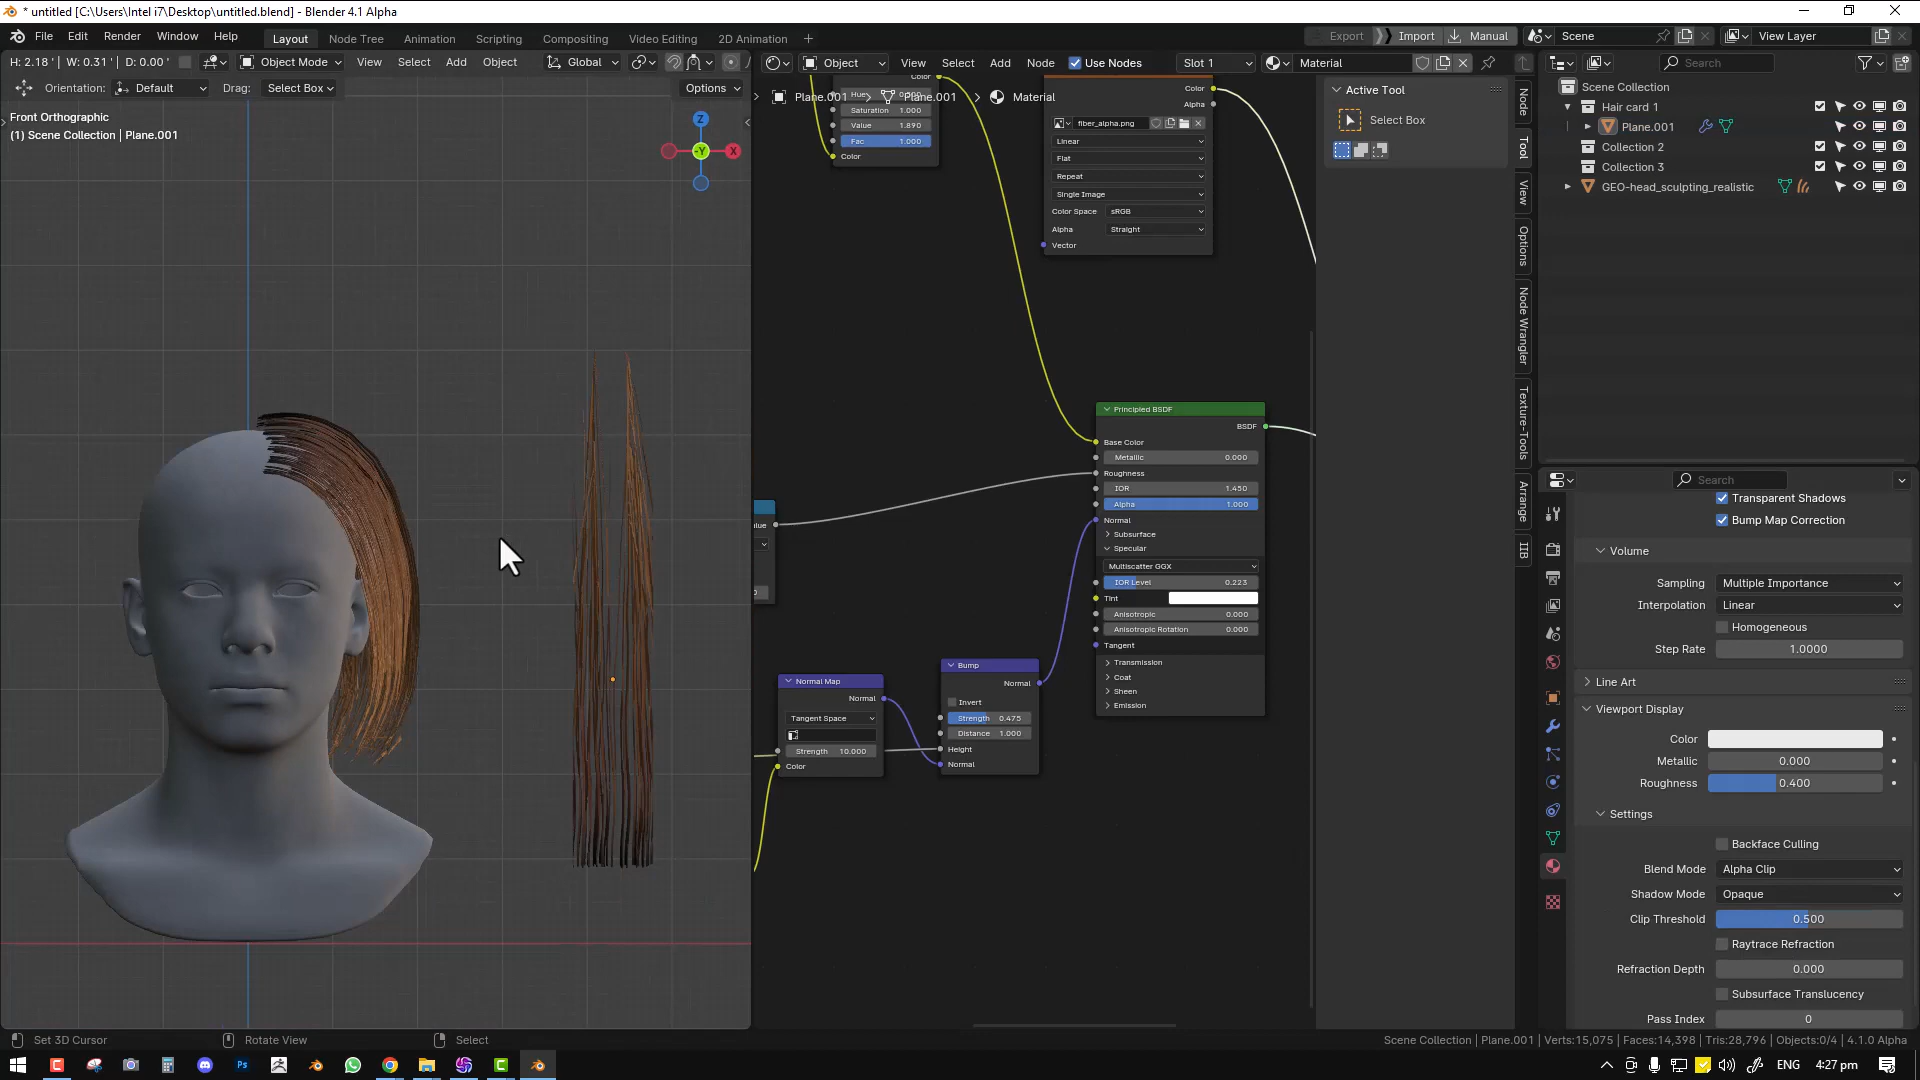 * untitled [C:\Users\Intel i7\Desktop\untitled.blend] - Blender 4.1 Alpha
File Edit Render Window Help
Layout Node Tree Animation Scripting Compositing Video Editing 2D Animation +
Export Import Manual Scene View Layer
H: 2.18 ' | W: 0.31 ' | D: 0.00 '
Object Mode View Select Add Object Global
Orientation: Default Drag: Select Box Options
Front Orthographic
(1) Scene Collection | Plane.001
Z
-Y
X
Set 3D Cursor Rotate View Select
Object View Select Add Node Use Nodes Slot 1 Material
Plane.001 > Plane.001 > Material
Color
Hue
Saturation 1.000
Value 1.890
Fac 1.000
Color
Color
Alpha
fiber_alpha.png
Linear
Flat
Repeat
Single Image
Color Space sRGB
Alpha Straight
Vector
Principled BSDF
BSDF
Base Color
Metallic 0.000
Roughness
IOR 1.450
Alpha 1.000
Normal
Subsurface
Specular
Multiscatter GGX
IOR Level 0.223
Tint
Anisotropic 0.000
Anisotropic Rotation 0.000
Tangent
Transmission
Coat
Sheen
Emission
Normal Map
Normal
Tangent Space
Strength 10.000
Color
Bump
Normal
Invert
Strength 0.475
Distance 1.000
Height
Normal
Active Tool
Select Box
Node
Tool
View
Options
Node Wrangler
Texture-Tools
Arrange
IIB
Search
Scene Collection
Hair card 1
Plane.001
Collection 2
Collection 3
GEO-head_sculpting_realistic
Search
Transparent Shadows
Bump Map Correction
Volume
Sampling Multiple Importance
Interpolation Linear
Homogeneous
Step Rate 1.0000
Line Art
Viewport Display
Color
Metallic 0.000
Roughness 0.400
Settings
Backface Culling
Blend Mode Alpha Clip
Shadow Mode Opaque
Clip Threshold 0.500
Raytrace Refraction
Refraction Depth 0.000
Subsurface Translucency
Pass Index 0
Scene Collection | Plane.001 | Verts:15,075 | Faces:14,398 | Tris:28,796 | Objects:0/4 | 4.1.0 Alpha
ENG 4:27 pm